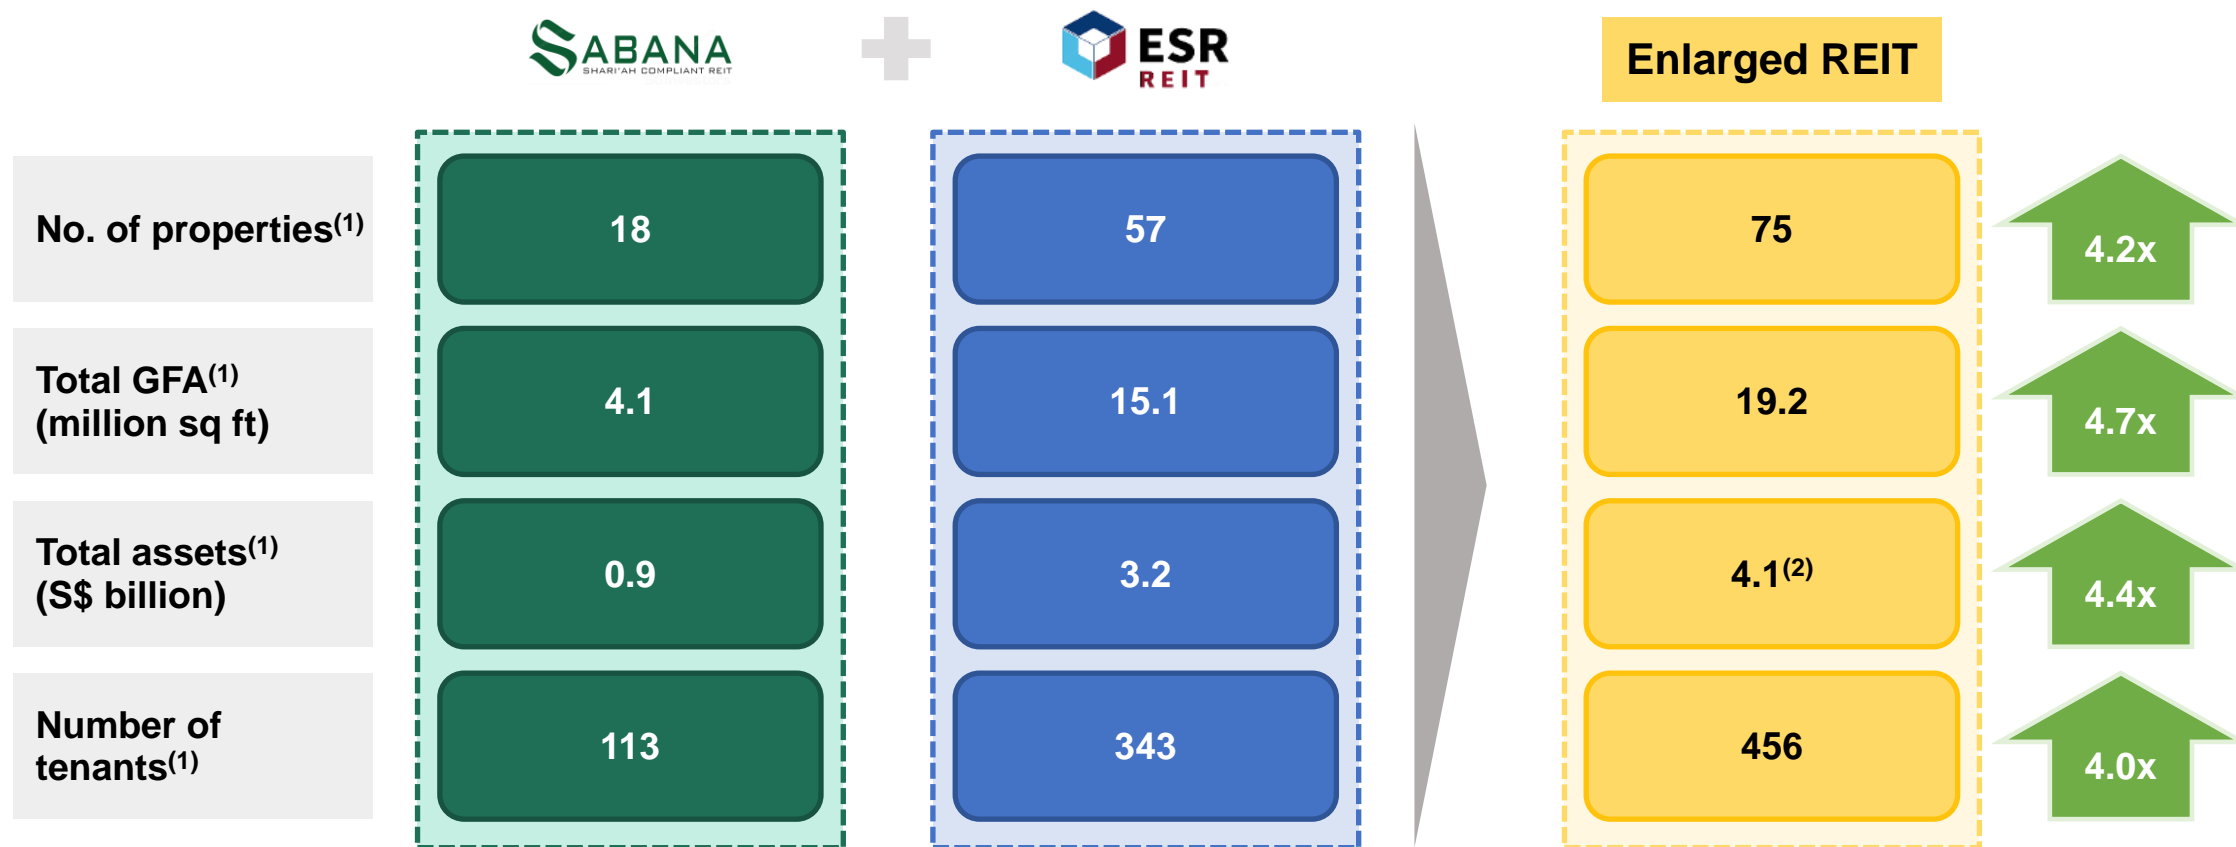 SABANA
SHARI'AH COMPLIANT REIT
ESR
REIT
Enlarged REIT
No. of properties(1)
18
57
75
4.2x
Total GFA(1)
(million sq ft)
4.1
15.1
19.2
4.7x
Total assets(1)
(S$ billion)
0.9
3.2
4.1(2)
4.4x
Number of
tenants(1)
113
343
456
4.0x